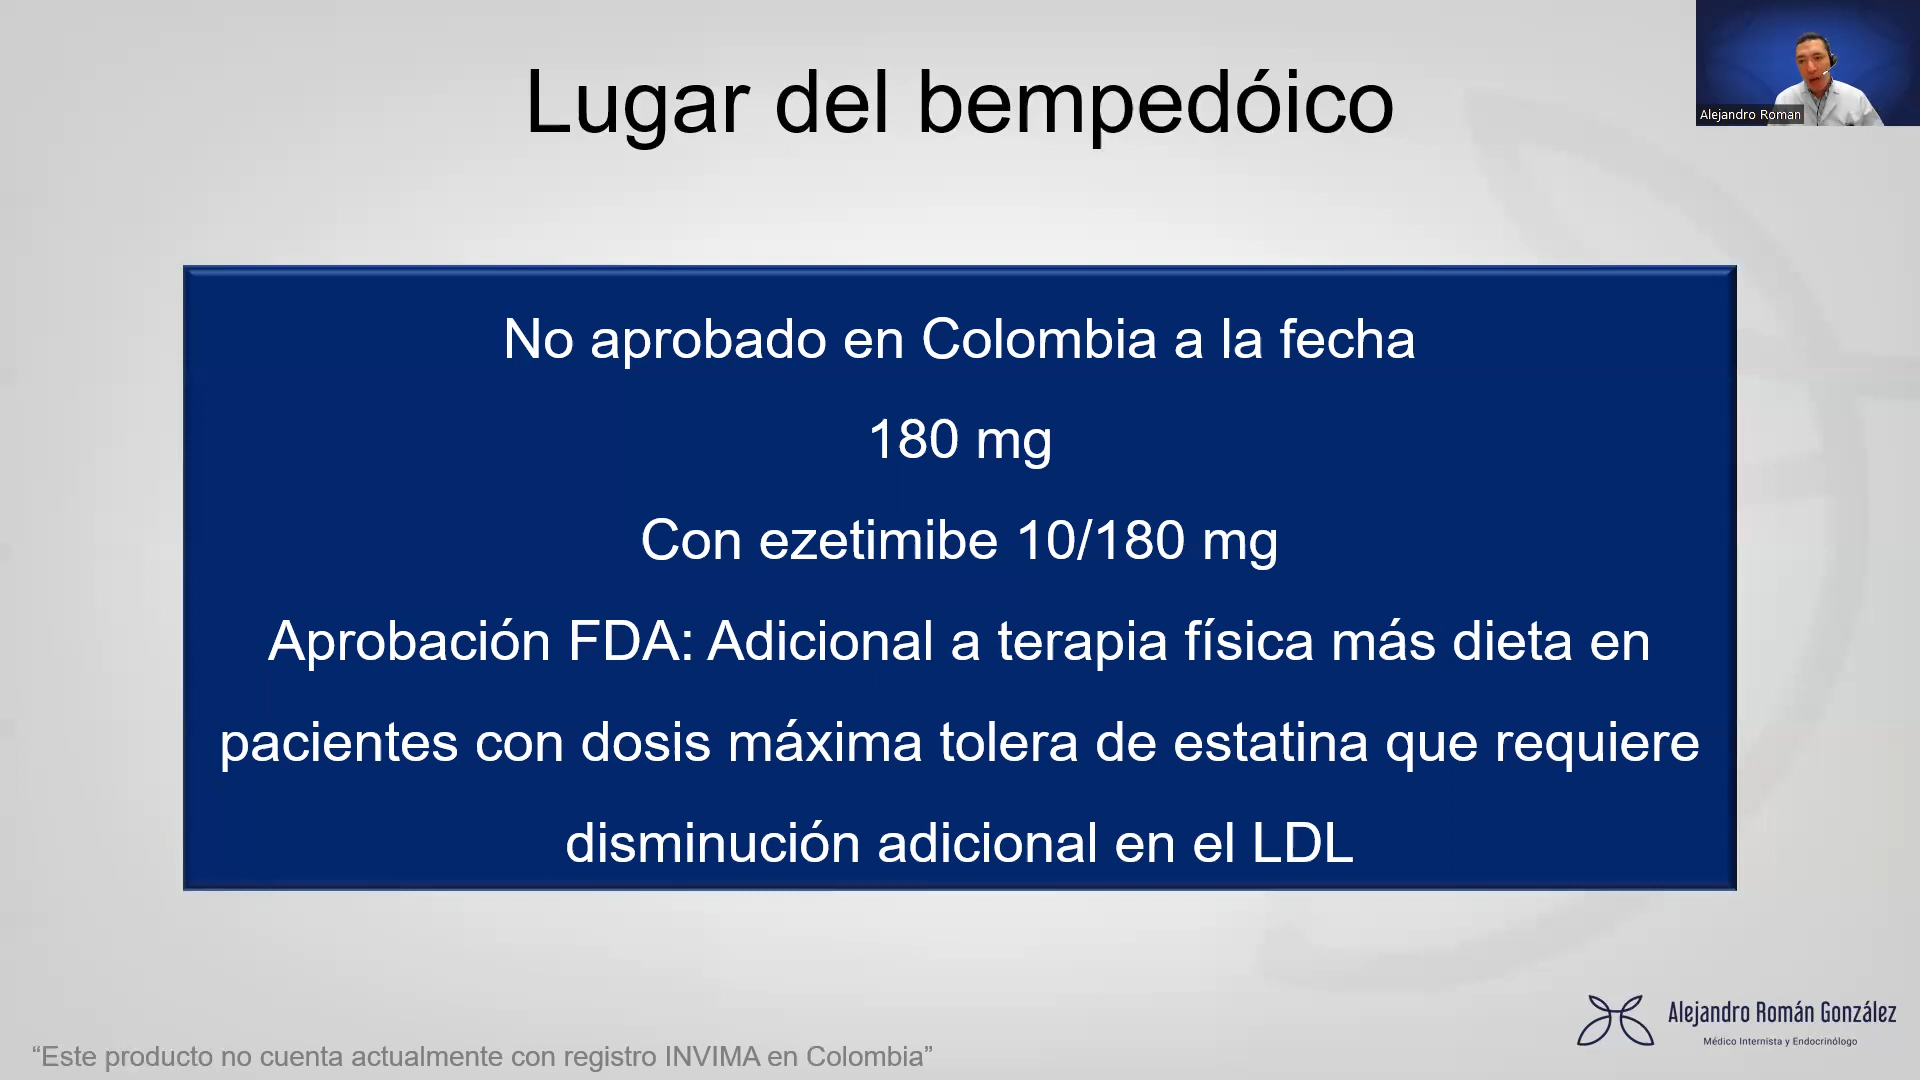 Lugar del bempedóico
Alejandro Roman
No aprobado en Colombia a la fecha
180 mg
Con ezetimibe 10/180 mg
Aprobación FDA: Adicional a terapia física más dieta en
pacientes con dosis máxima tolera de estatina que requiere
disminución adicional en el LDL
Alejandro Román González
Médico Internista y Endocrinólogo
“Este producto no cuenta actualmente con registro INVIMA en Colombia”